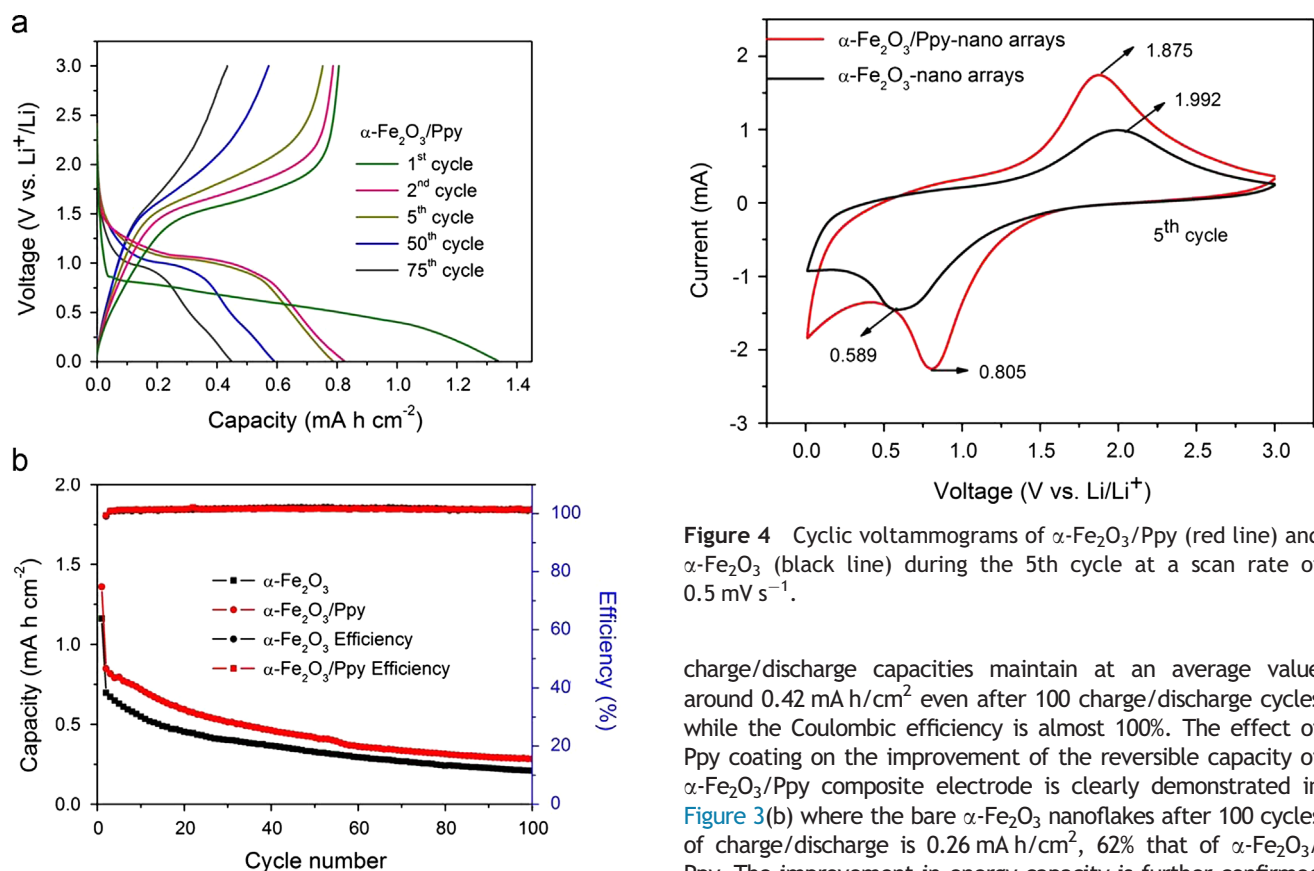 a
3.0
2.5
2.0
1.5
1.0
0.5
0.0
Voltage (V vs. Li⁺/Li)
α-Fe₂O₃/Ppy
1ˢᵗ cycle
2ⁿᵈ cycle
5ᵗʰ cycle
50ᵗʰ cycle
75ᵗʰ cycle
0.0 0.2 0.4 0.6 0.8 1.0 1.2 1.4
Capacity (mA h cm⁻²)
b
2.0
1.5
1.0
0.5
0.0
Capacity (mA h cm⁻²)
α-Fe₂O₃
α-Fe₂O₃/Ppy
α-Fe₂O₃ Efficiency
α-Fe₂O₃/Ppy Efficiency
100
80
60
40
20
0
Efficiency (%)
0 20 40 60 80 100
Cycle number
2
1
0
-1
-2
-3
Current (mA)
α-Fe₂O₃/Ppy-nano arrays
α-Fe₂O₃-nano arrays
1.875
1.992
5ᵗʰ cycle
0.589
0.805
0.0 0.5 1.0 1.5 2.0 2.5 3.0
Voltage (V vs. Li/Li⁺)
Figure 4 Cyclic voltammograms of α-Fe₂O₃/Ppy (red line) and
α-Fe₂O₃ (black line) during the 5th cycle at a scan rate
0.5 mV s⁻¹.
charge/discharge capacities maintain at an average value
around 0.42 mA h/cm² even after 100 charge/discharge cycles
while the Coulombic efficiency is almost 100%. The effect
Ppy coating on the improvement of the reversible capacity
α-Fe₂O₃/Ppy composite electrode is clearly demonstrated
Figure 3(b) where the bare α-Fe₂O₃ nanoflakes after 100 cycles
of charge/discharge is 0.26 mA h/cm², 62% that of α-Fe₂O₃/
Ppy. The improvement in energy capacity is further confirmed